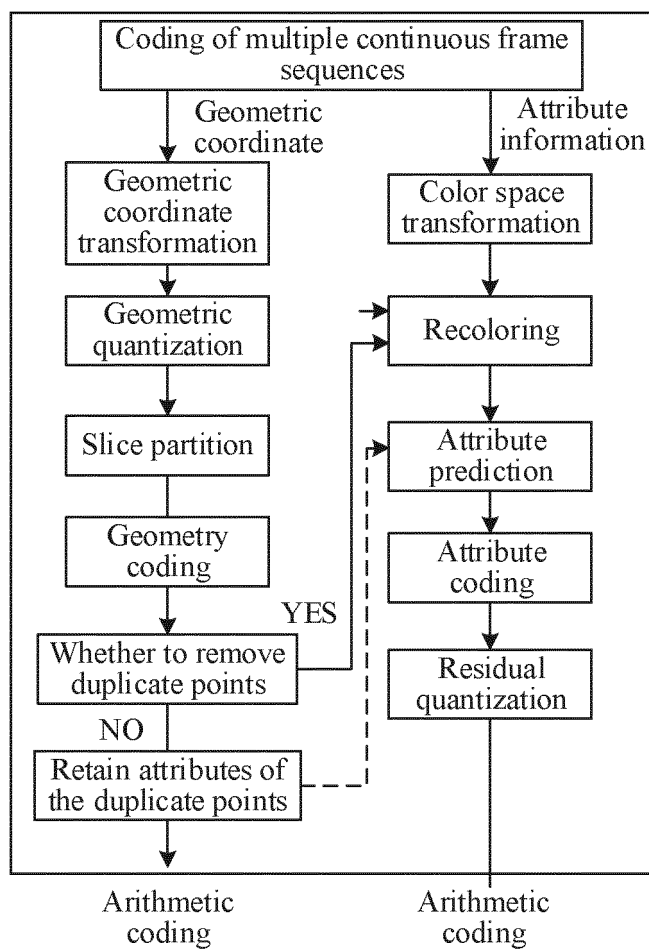 Coding of multiple continuous frame
sequences
Geometric
coordinate
Attribute
information
Geometric
coordinate
transformation
Color space
transformation
Geometric
quantization
Recoloring
Slice partition
Attribute
prediction
Geometry
coding
Attribute
coding
YES
Whether to remove
duplicate points
Residual
quantization
NO
Retain attributes of
the duplicate points
Arithmetic
coding
Arithmetic
coding